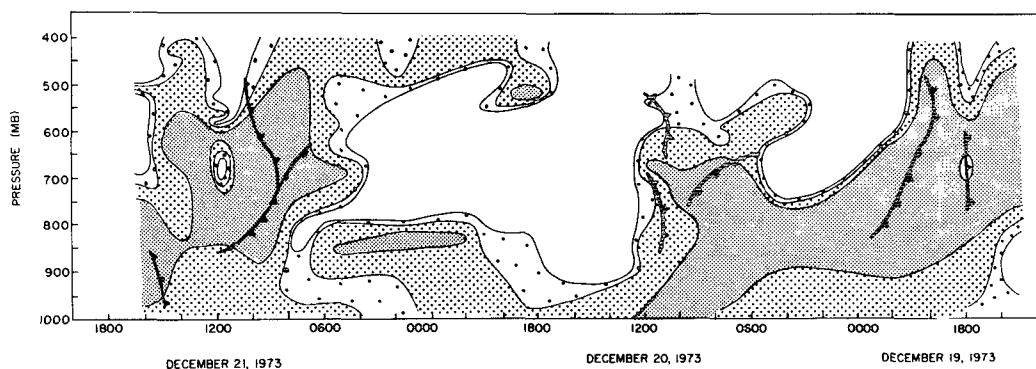 400
500
600
700
800
900
1000
PRESSURE (MB)
1800 1200 0600 0000 1800 1200 0600 0000 1800
DECEMBER 21, 1973 DECEMBER 20, 1973 DECEMBER 19, 1973